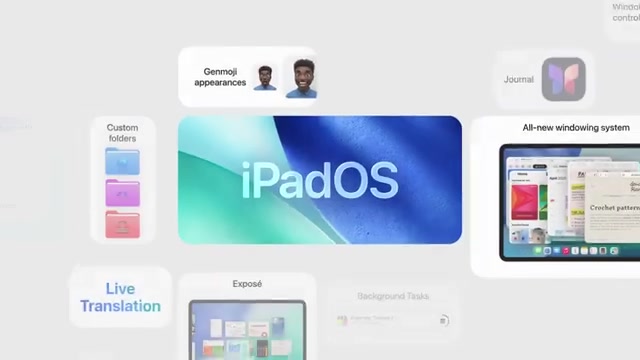 Window
control
Genmoji
appearances
Journal
Custom
folders
iPadOS
All-new windowing system
Crochet pattern
Live
Translation
Exposé
Background Tasks